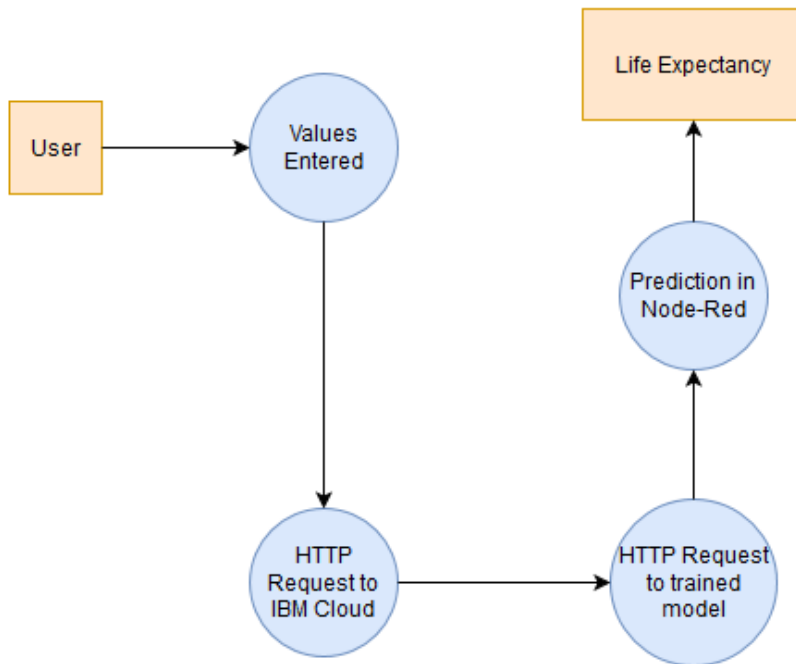 User
Values
Entered
HTTP
Request to
IBM Cloud
HTTP Request
to trained
model
Prediction in
Node-Red
Life Expectancy